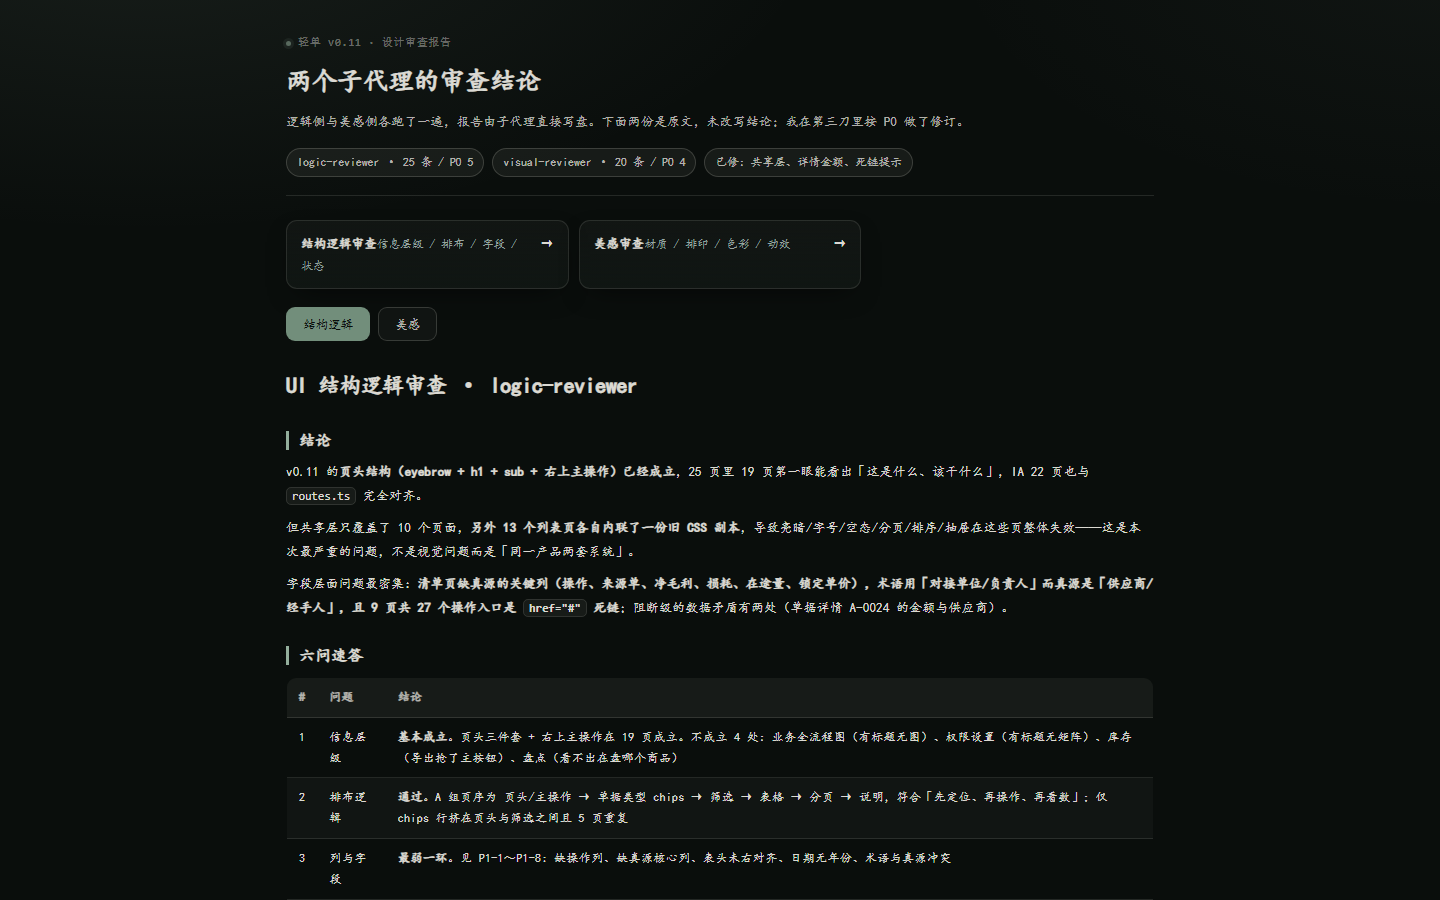 轻单 v0.11 · 设计审查报告
两个子代理的审查结论
逻辑侧与美感侧各跑了一遍，报告由子代理直接写盘。下面两份是原文，未改写结论；我在第三刀里按 P0 做了修订。
logic-reviewer · 25 条 / P0 5
visual-reviewer · 20 条 / P0 4
已修：共享层、详情金额、死链提示
结构逻辑审查信息层级 / 排布 / 字段 / →
状态
美感审查材质 / 排印 / 色彩 / 动效 →
结构逻辑
美感
UI 结构逻辑审查 · logic-reviewer
结论
v0.11 的页头结构（eyebrow + h1 + sub + 右上主操作）已经成立，25 页里 19 页第一眼能看出「这是什么、该干什么」，IA 22 页也与
routes.ts 完全对齐。
但共享层只覆盖了 10 个页面，另外 13 个列表页各自内联了一份旧 CSS 副本，导致亮暗/字号/空态/分页/排序/抽屉在这些页整体失效——这是本
次最严重的问题，不是视觉问题而是「同一产品两套系统」。
字段层面问题最密集：清单页缺真源的关键列（操作、来源单、净毛利、损耗、在途量、锁定单价），术语用「对接单位/负责人」而真源是「供应商/
经手人」，且 9 页共 27 个操作入口是 href="#" 死链；阻断级的数据矛盾有两处（单据详情 A-0024 的金额与供应商）。
六问速答
# 问题 结论
1 信息层 基本成立。页头三件套 + 右上主操作在 19 页成立。不成立 4 处：业务全流程图（有标题无图）、权限设置（有标题无矩阵）、库存
级 （导出抢了主按钮）、盘点（看不出在盘哪个商品）
2 排布逻 通过。A 组页序为 页头/主操作 → 单据类型 chips → 筛选 → 表格 → 分页 → 说明，符合「先定位、再操作、再看数」；仅
辑 chips 行挤在页头与筛选之间且 5 页重复
3 列与字 最弱一环。见 P1-1～P1-8：缺操作列、缺真源核心列、表头未右对齐、日期无年份、术语与真源冲突
段